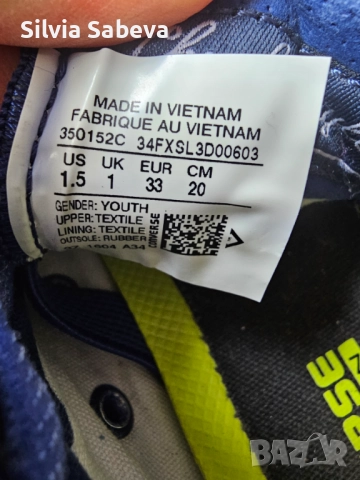 Silvia Sabeva
MADE IN VIETNAM
FABRIQUE AU VIETNAM
350152C 34FXSL3D00603
US UK EUR CM
1.5 1 33 20
GENDER: YOUTH
UPPER: TEXTILE
LINING: TEXTILE
OUTSOLE: RUBBER
CONVERSE
bazar